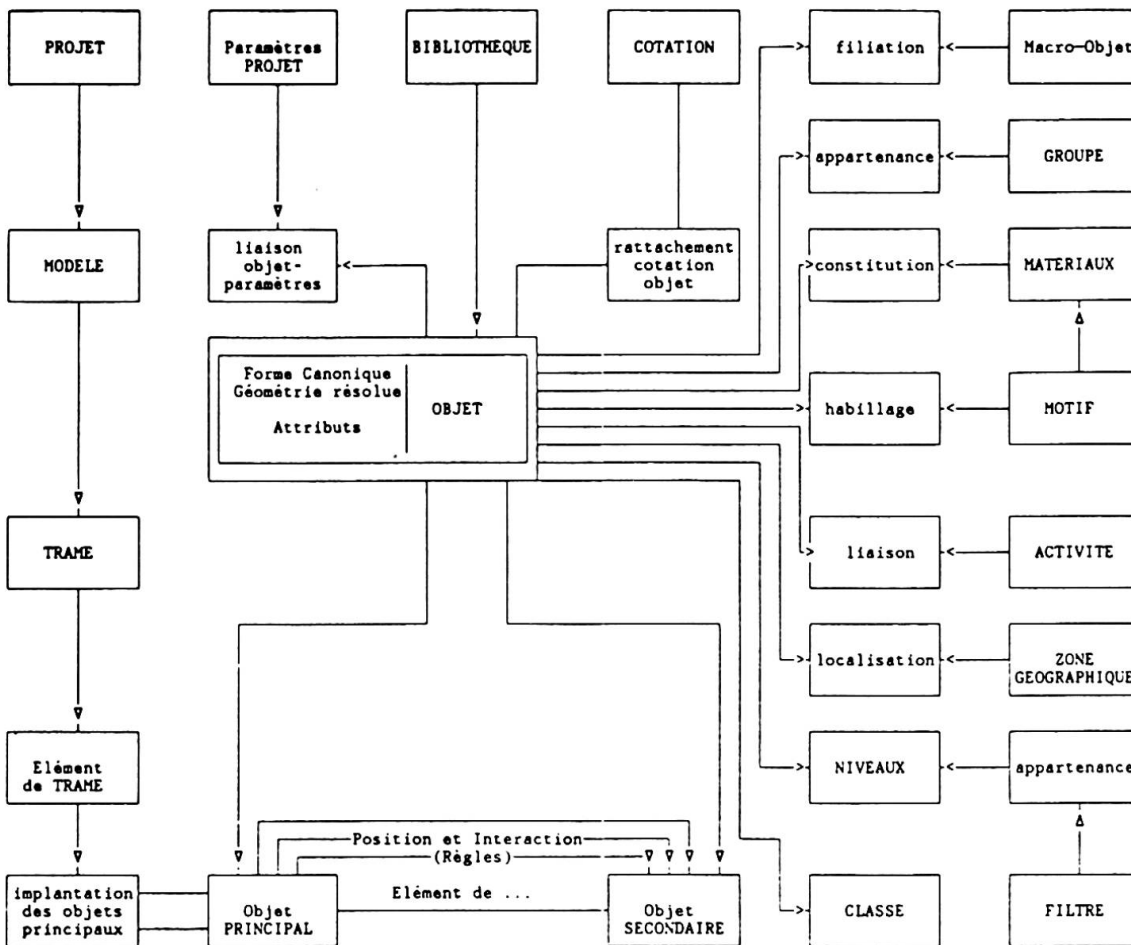 PROJET
Paramètres
PROJET
BIBLIOTHEQUE
COTATION
filiation
Macro-Objet
appartenance
GROUPE
MODELE
liaison
objet-
paramètres
rattachement
cotation
objet
constitution
MATERIAUX
Forme Canonique
Géométrie résolue
Attributs
OBJET
habillage
MOTIF
TRAME
liaison
ACTIVITE
localisation
ZONE
GEOGRAPHIQUE
Elément
de TRAME
NIVEAUX
appartenance
Position et Interaction
(Règles)
implantation
des objets
principaux
Objet
PRINCIPAL
Elément de ...
Objet
SECONDAIRE
CLASSE
FILTRE